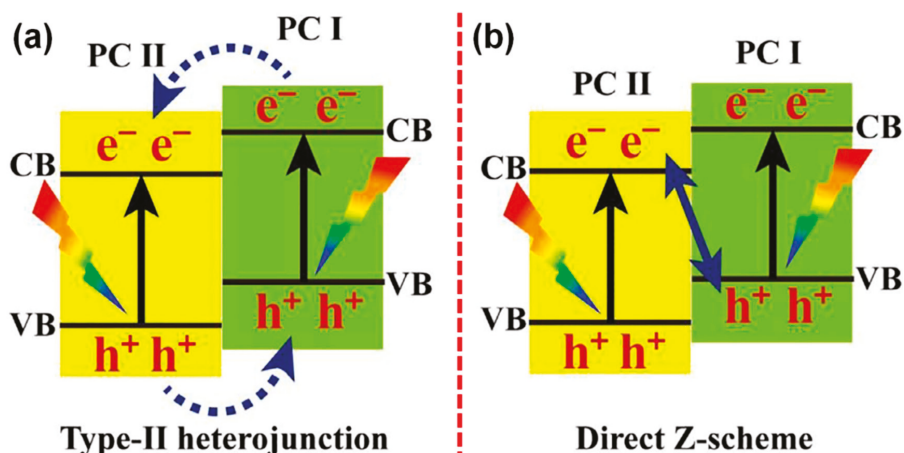 (a)
PC II
PC I
e⁻ e⁻
e⁻ e⁻
CB
CB
VB
VB
h⁺ h⁺
h⁺ h⁺
Type-II heterojunction
(b)
PC II
PC I
e⁻ e⁻
e⁻ e⁻
CB
CB
VB
VB
h⁺ h⁺
h⁺ h⁺
Direct Z-scheme